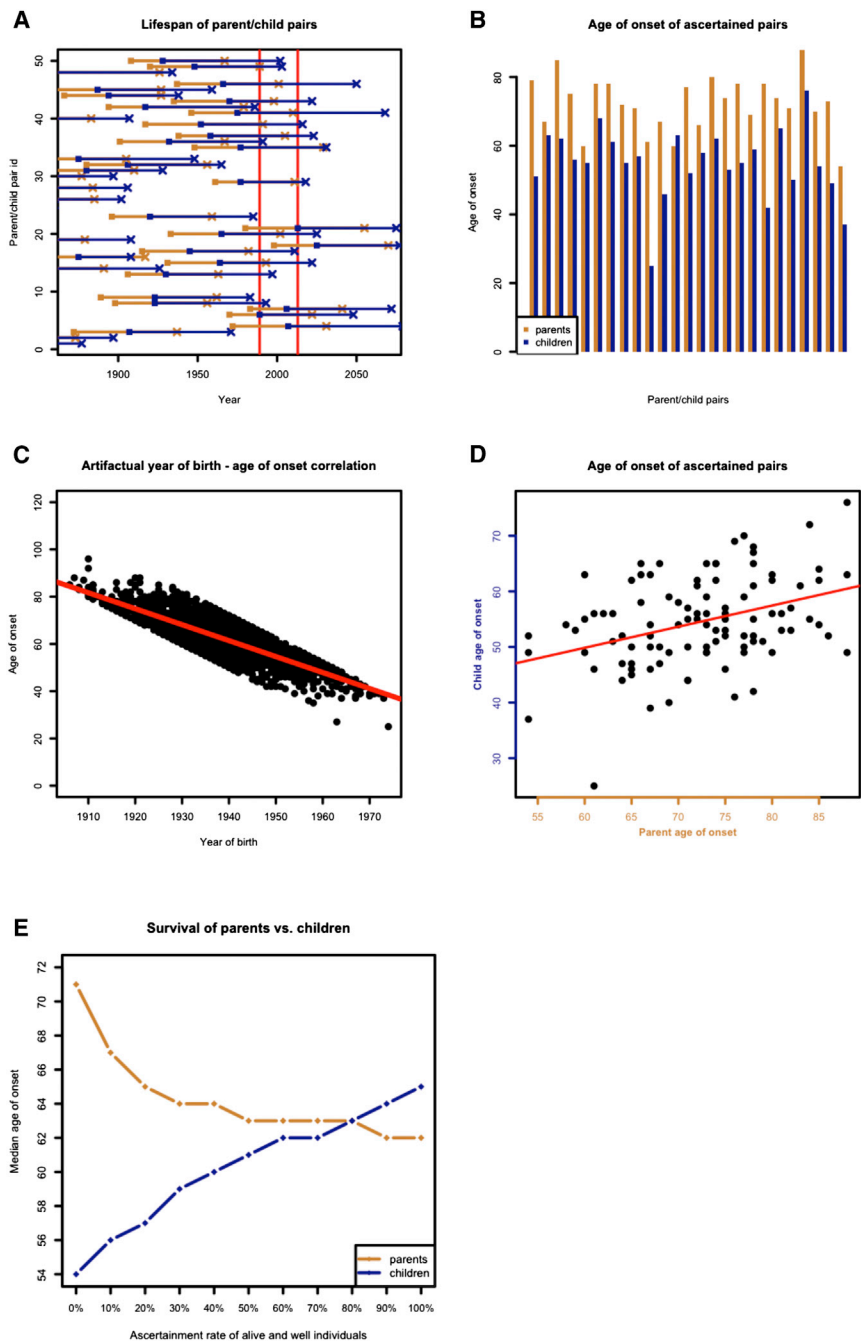 A
Lifespan of parent/child pairs
50
40
30
20
10
0
Parent/child pair id
1900
1950
2000
2050
Year
B
Age of onset of ascertained pairs
80
60
40
20
0
Age of onset
parents
children
Parent/child pairs
C
Artifactual year of birth - age of onset correlation
120
100
80
60
40
20
0
Age of onset
1910
1920
1930
1940
1950
1960
1970
Year of birth
D
Age of onset of ascertained pairs
70
60
50
40
30
Child age of onset
55
60
65
70
75
80
85
Parent age of onset
E
Survival of parents vs. children
72
70
68
66
64
62
60
58
56
54
Median age of onset
parents
children
0%
10%
20%
30%
40%
50%
60%
70%
80%
90%
100%
Ascertainment rate of alive and well individuals